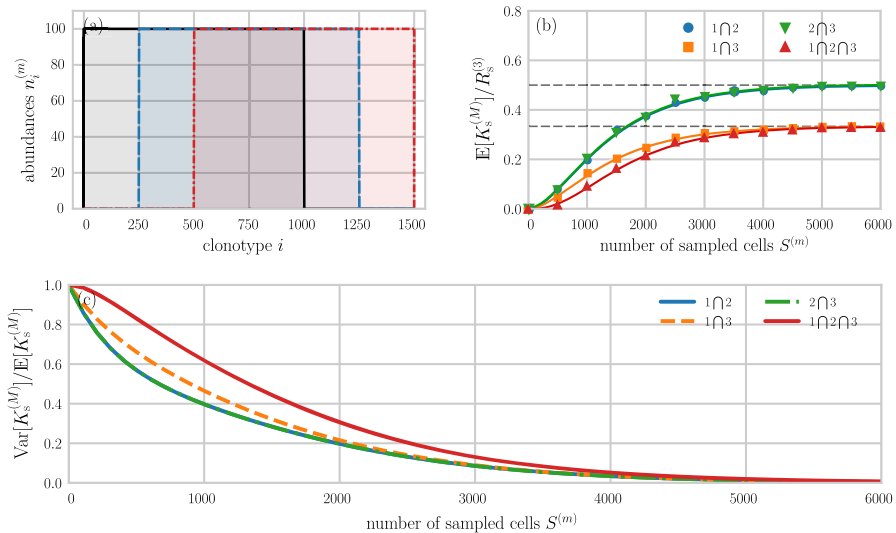 (a)
100
80
60
40
20
0
abundances n_i^(m)
0 250 500 750 1000 1250 1500
clonotype i
(b)
1⋂2 2⋂3
1⋂3 1⋂2⋂3
0.8
0.6
0.4
0.2
0.0
𝔼[K_s^(M)]/R_s^(3)
0 1000 2000 3000 4000 5000 6000
number of sampled cells S^(m)
(c)
1⋂2 2⋂3
1⋂3 1⋂2⋂3
1.0
0.8
0.6
0.4
0.2
0.0
Var[K_s^(M)]/𝔼[K_s^(M)]
0 1000 2000 3000 4000 5000 6000
number of sampled cells S^(m)